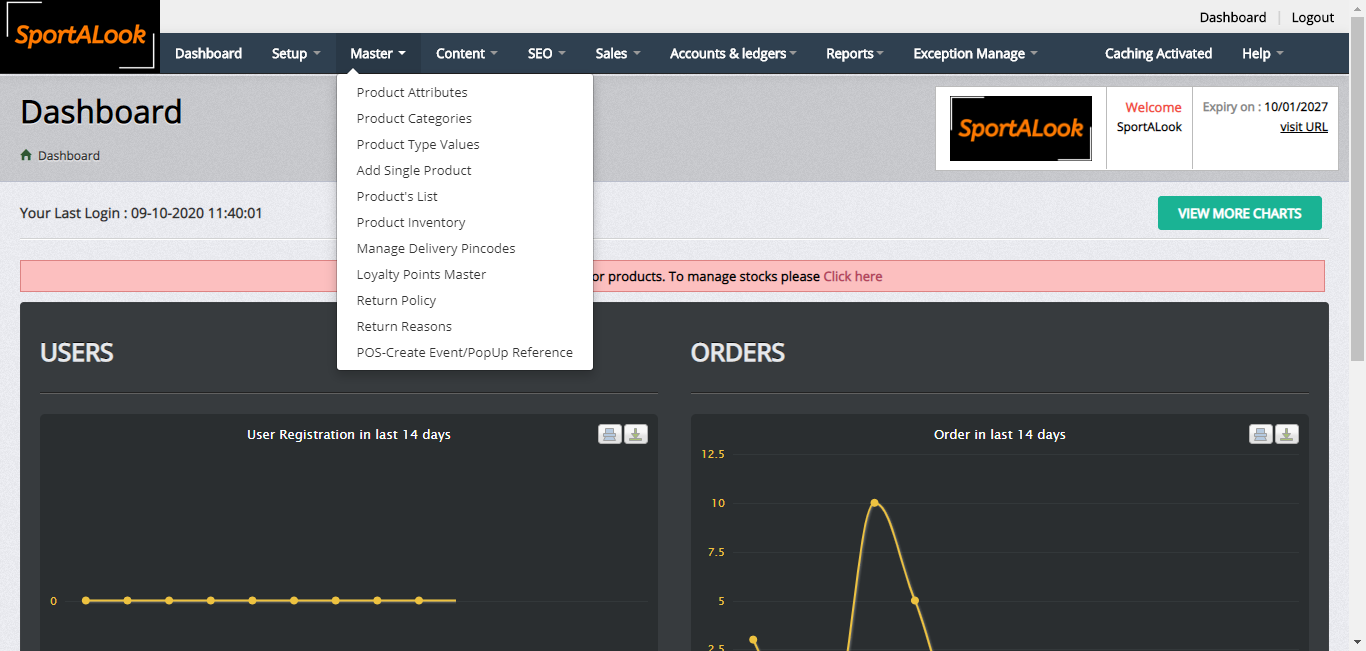 SportALook
Dashboard | Logout
Dashboard Setup Master Content SEO Sales Accounts & ledgers Reports Exception Manage Caching Activated Help
Product Attributes
Product Categories
Product Type Values
Add Single Product
Product's List
Product Inventory
Manage Delivery Pincodes
Loyalty Points Master
Return Policy
Return Reasons
POS-Create Event/PopUp Reference
Dashboard
Dashboard
SportALook
Welcome
SportALook
Expiry on : 10/01/2027
visit URL
Your Last Login : 09-10-2020 11:40:01
VIEW MORE CHARTS
or products. To manage stocks please Click here
USERS
User Registration in last 14 days
0
ORDERS
Order in last 14 days
12.5
10
7.5
5
2.5